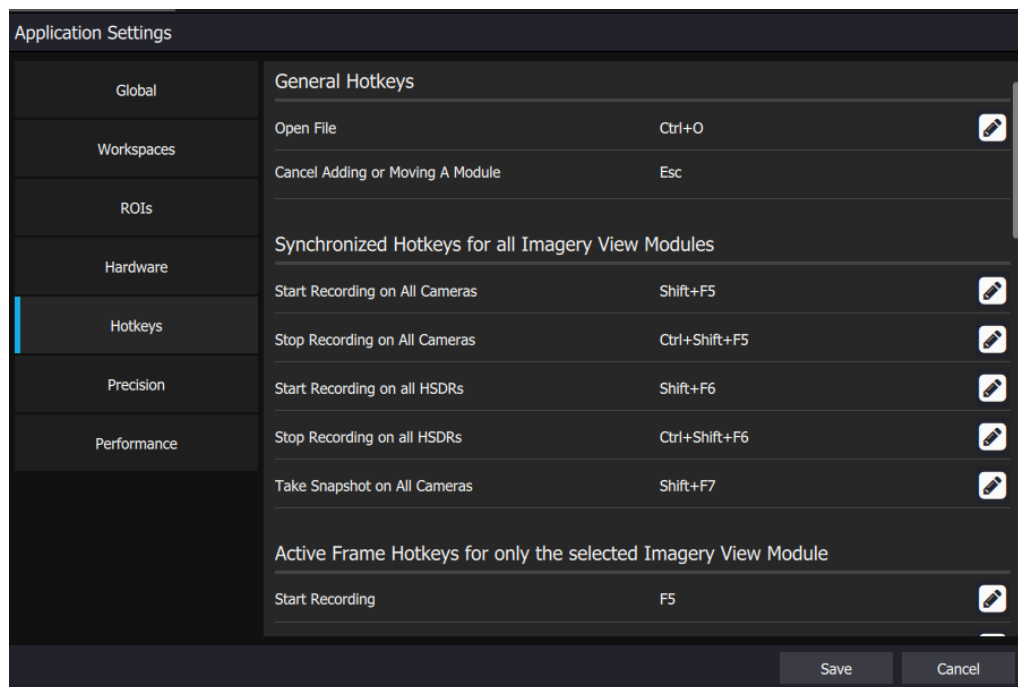 Application Settings
Global
Workspaces
ROIs
Hardware
Hotkeys
Precision
Performance
General Hotkeys
Open File Ctrl+O
Cancel Adding or Moving A Module Esc
Synchronized Hotkeys for all Imagery View Modules
Start Recording on All Cameras Shift+F5
Stop Recording on All Cameras Ctrl+Shift+F5
Start Recording on all HSDRs Shift+F6
Stop Recording on all HSDRs Ctrl+Shift+F6
Take Snapshot on All Cameras Shift+F7
Active Frame Hotkeys for only the selected Imagery View Module
Start Recording F5
Save Cancel